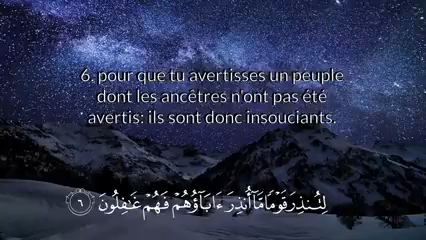 6. pour que tu avertisses un peuple
dont les ancêtres n'ont pas été
avertis: ils sont donc insouciants.
لِتُنذِرَ قَوْمًا مَّآ أُنذِرَ ءَابَآؤُهُمْ فَهُمْ غَـٰفِلُونَ ٦